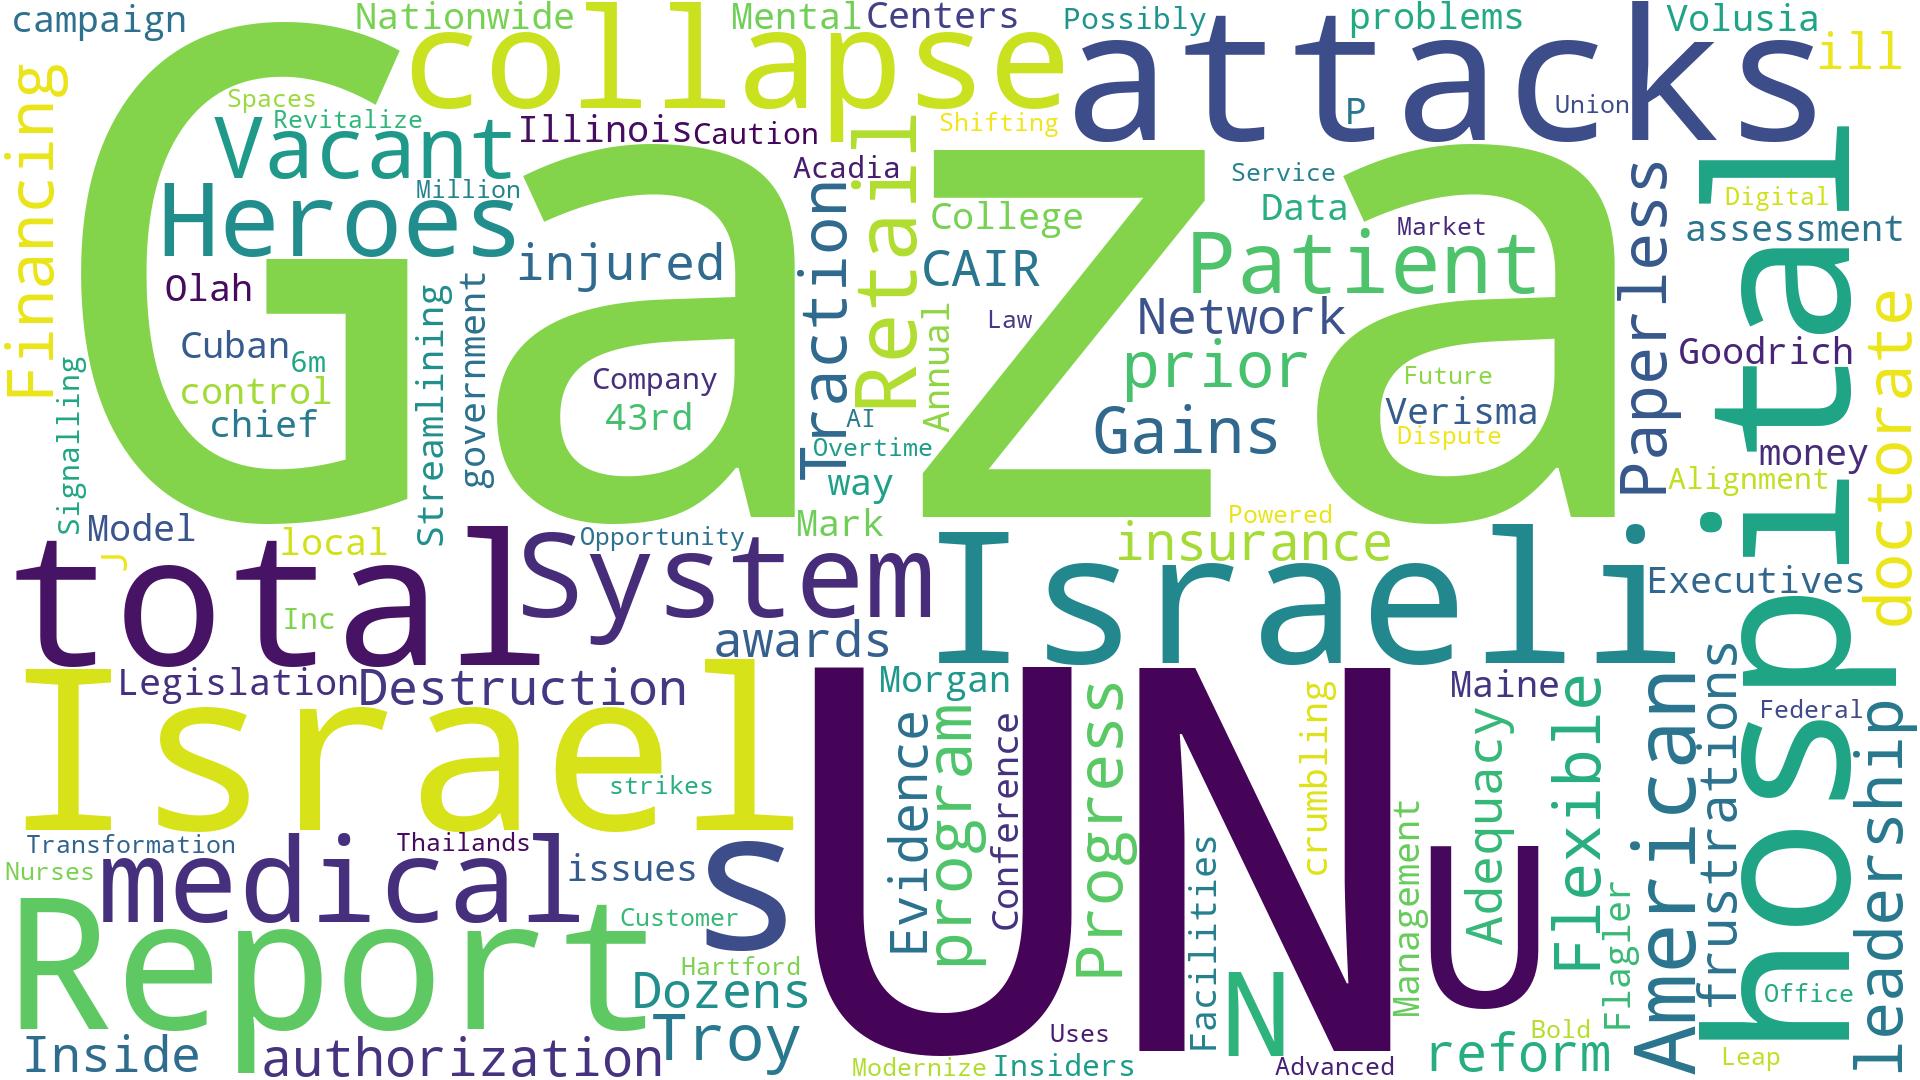 campaign
Nationwide
Mental
Centers
Possibly
problems
Volusia
collapse
attacks
ill
Financing
Gaza
Spaces
Revitalize
Vacant
Illinois
Caution
Shifting
P
Union
Retail
hospital
Heroes
Million
Acadia
Service
Paperless
Digital
Traction
College
Data
assessment
Market
injured
CAIR
Patient
Olah
Streamlining
government
Law
Network
doctorate
Cuban
6m
Signalling
Annual
prior
Goodrich
control
Company
Future
chief
43rd
AI
Verisma
Gains
Dispute
Overtime
money
way
Alignment
Model
Mark
Powered
local
J
Opportunity
insurance
total
System
Israeli
Executives
Inc
awards
Legislation
Destruction
Morgan
Maine
Israel
UN
Evidence
program
Conference
Progress
crumbling
Adequacy
Flexible
American
frustrations
Federal
leadership
strikes
Transformation
Thailands
Nurses
medical
issues
S
U
Facilities
Management
Flagler
Report
Customer
Hartford
Dozens
N
Office
Troy
Inside
authorization
Uses
Bold
reform
Modernize
Insiders
Advanced
Leap